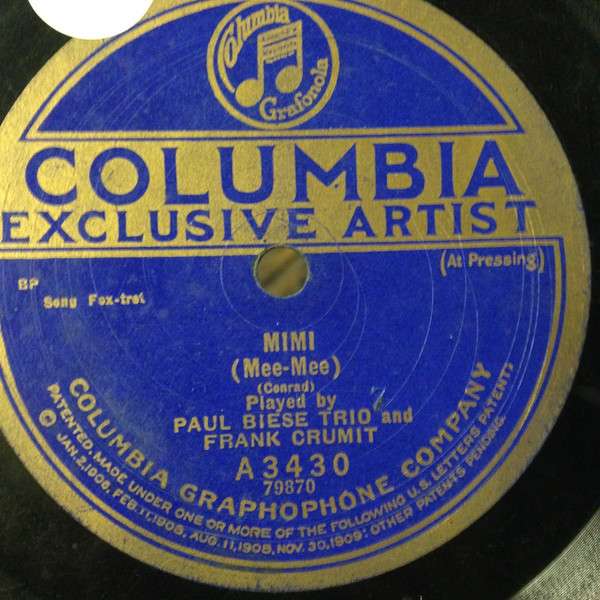 Columbia
Grafonola
COLUMBIA
EXCLUSIVE ARTIST
(At Pressing)
BP
Song Fox-trot
MIMI
(Mee-Mee)
(Conrad)
Played by
PAUL BIESE TRIO and
FRANK CRUMIT
A3430
79870
COLUMBIA GRAPHOPHONE COMPANY
PATENTED, MADE UNDER ONE OR MORE OF THE FOLLOWING U.S. LETTERS PATENT:
© JAN.2,1906, FEB.11,1908, AUG.11,1908, NOV.30,1909; OTHER PATENTS PENDING.